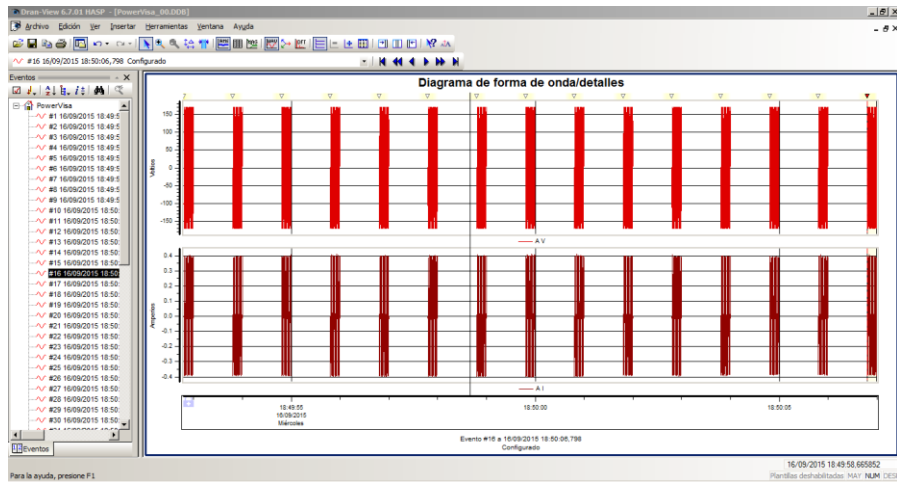 Dran-View 6.7.01 HASP - [PowerVisa_00.DDB]
Archivo Edición Ver Insertar Herramientas Ventana Ayuda
#16 16/09/2015 18:50:06,798 Configurado
Eventos
PowerVisa
#1 16/09/2015 18:49:5
#2 16/09/2015 18:49:5
#3 16/09/2015 18:49:5
#4 16/09/2015 18:49:5
#5 16/09/2015 18:49:5
#6 16/09/2015 18:49:5
#7 16/09/2015 18:49:5
#8 16/09/2015 18:49:5
#9 16/09/2015 18:49:5
#10 16/09/2015 18:50:
#11 16/09/2015 18:50:
#12 16/09/2015 18:50:
#13 16/09/2015 18:50:
#14 16/09/2015 18:50:
#15 16/09/2015 18:50:
#16 16/09/2015 18:50:
#17 16/09/2015 18:50:
#18 16/09/2015 18:50:
#19 16/09/2015 18:50:
#20 16/09/2015 18:50:
#21 16/09/2015 18:50:
#22 16/09/2015 18:50:
#23 16/09/2015 18:50:
#24 16/09/2015 18:50:
#25 16/09/2015 18:50:
#26 16/09/2015 18:50:
#27 16/09/2015 18:50:
#28 16/09/2015 18:50:
#29 16/09/2015 18:50:
#30 16/09/2015 18:50:
Eventos
Diagrama de forma de onda/detalles
150
100
50
0
-50
-100
-150
Voltios
A V
0.4
0.3
0.2
0.1
-0.0
-0.1
-0.2
-0.3
-0.4
Amperios
A I
18:49:55
16/09/2015
Miércoles
18:50:00
18:50:05
Evento #16 a 16/09/2015 18:50:06,798
Configurado
16/09/2015 18:49:58,665852
Para la ayuda, presione F1
Plantillas deshabilitadas MAY NUM